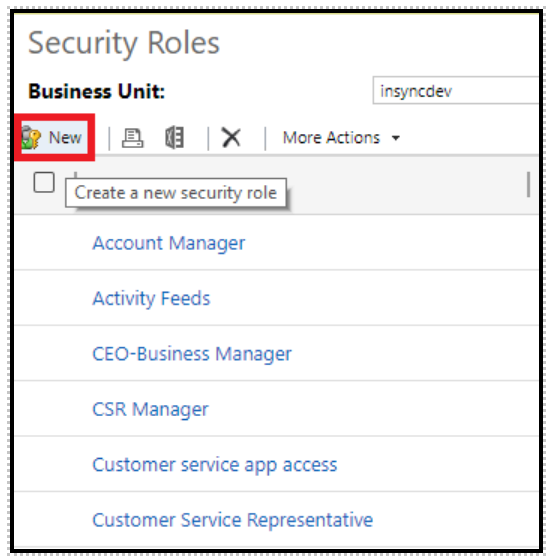 Security Roles
Business Unit: insyncdev
New More Actions
Create a new security role
Account Manager
Activity Feeds
CEO-Business Manager
CSR Manager
Customer service app access
Customer Service Representative